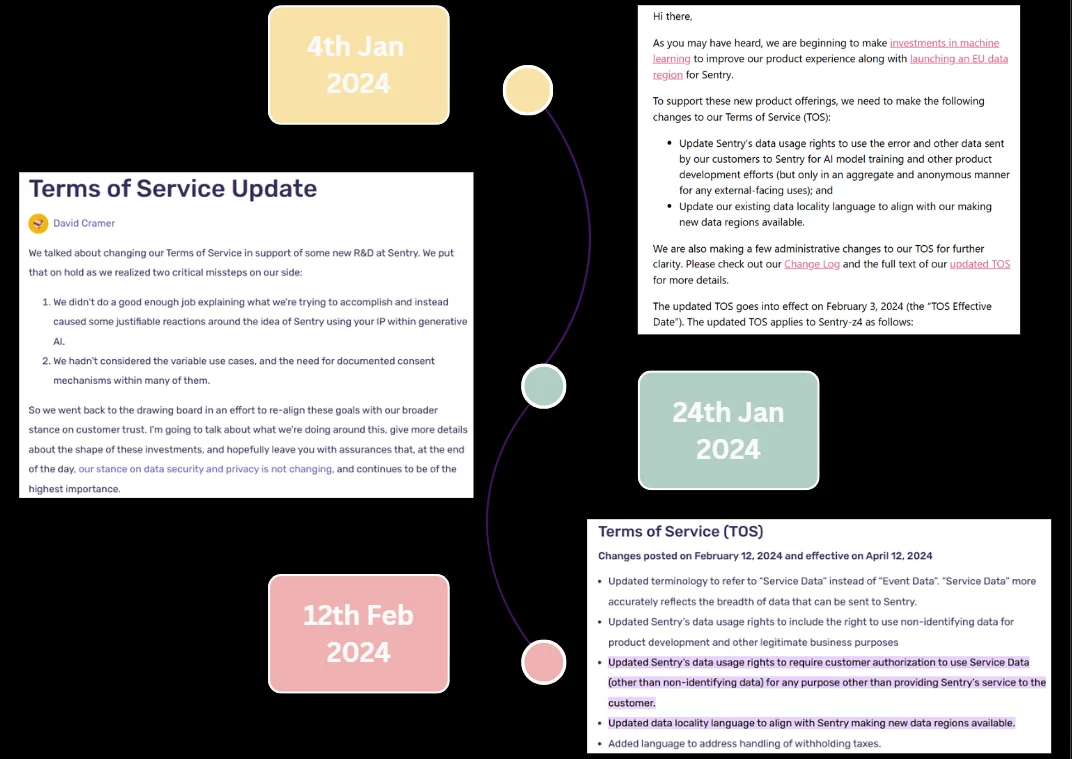 4th Jan
2024
Hi there,
As you may have heard, we are beginning to make investments in machine
learning to improve our product experience along with launching an EU data
region for Sentry.
To support these new product offerings, we need to make the following
changes to our Terms of Service (TOS):
• Update Sentry's data usage rights to use the error and other data sent
by our customers to Sentry for AI model training and other product
development efforts (but only in an aggregate and anonymous manner
for any external-facing uses); and
• Update our existing data locality language to align with our making
new data regions available.
We are also making a few administrative changes to our TOS for further
clarity. Please check out our Change Log and the full text of our updated TOS
for more details.
The updated TOS goes into effect on February 3, 2024 (the "TOS Effective
Date"). The updated TOS applies to Sentry-z4 as follows:
Terms of Service Update
David Cramer
We talked about changing our Terms of Service in support of some new R&D at Sentry. We put
that on hold as we realized two critical missteps on our side:
1. We didn't do a good enough job explaining what we're trying to accomplish and instead
caused some justifiable reactions around the idea of Sentry using your IP within generative
AI.
2. We hadn't considered the variable use cases, and the need for documented consent
mechanisms within many of them.
So we went back to the drawing board in an effort to re-align these goals with our broader
stance on customer trust. I'm going to talk about what we're doing around this, give more details
about the shape of these investments, and hopefully leave you with assurances that, at the end
of the day, our stance on data security and privacy is not changing, and continues to be of the
highest importance.
24th Jan
2024
12th Feb
2024
Terms of Service (TOS)
Changes posted on February 12, 2024 and effective on April 12, 2024
• Updated terminology to refer to "Service Data" instead of "Event Data". "Service Data" more
accurately reflects the breadth of data that can be sent to Sentry.
• Updated Sentry's data usage rights to include the right to use non-identifying data for
product development and other legitimate business purposes
• Updated Sentry's data usage rights to require customer authorization to use Service Data
(other than non-identifying data) for any purpose other than providing Sentry's service to the
customer.
• Updated data locality language to align with Sentry making new data regions available.
• Added language to address handling of withholding taxes.